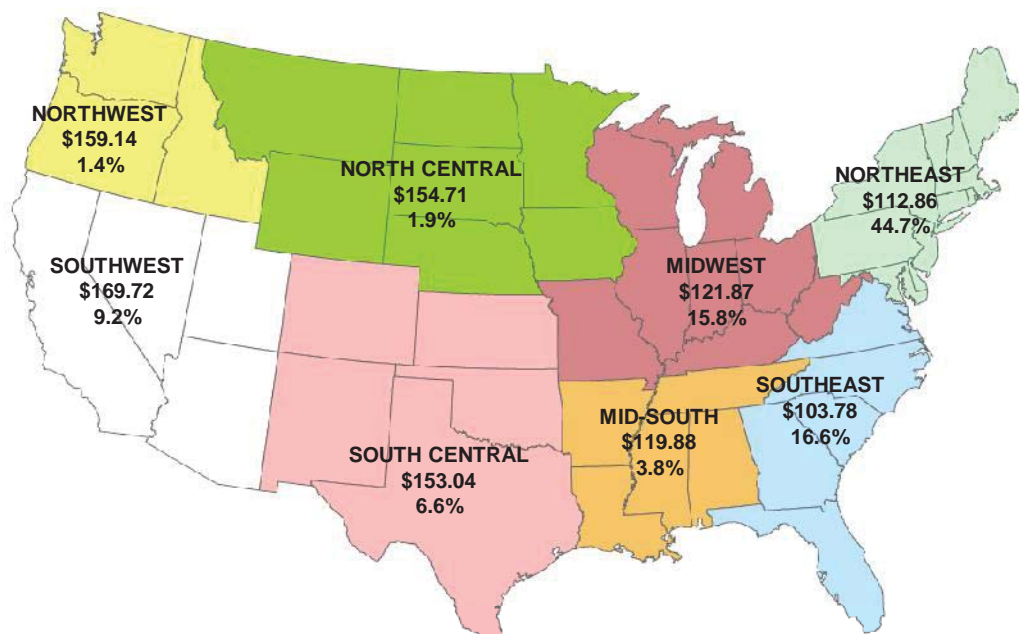 NORTHWEST
$159.14
1.4%
NORTH CENTRAL
$154.71
1.9%
NORTHEAST
$112.86
44.7%
SOUTHWEST
$169.72
9.2%
MIDWEST
$121.87
15.8%
SOUTHEAST
$103.78
16.6%
MID-SOUTH
$119.88
3.8%
SOUTH CENTRAL
$153.04
6.6%